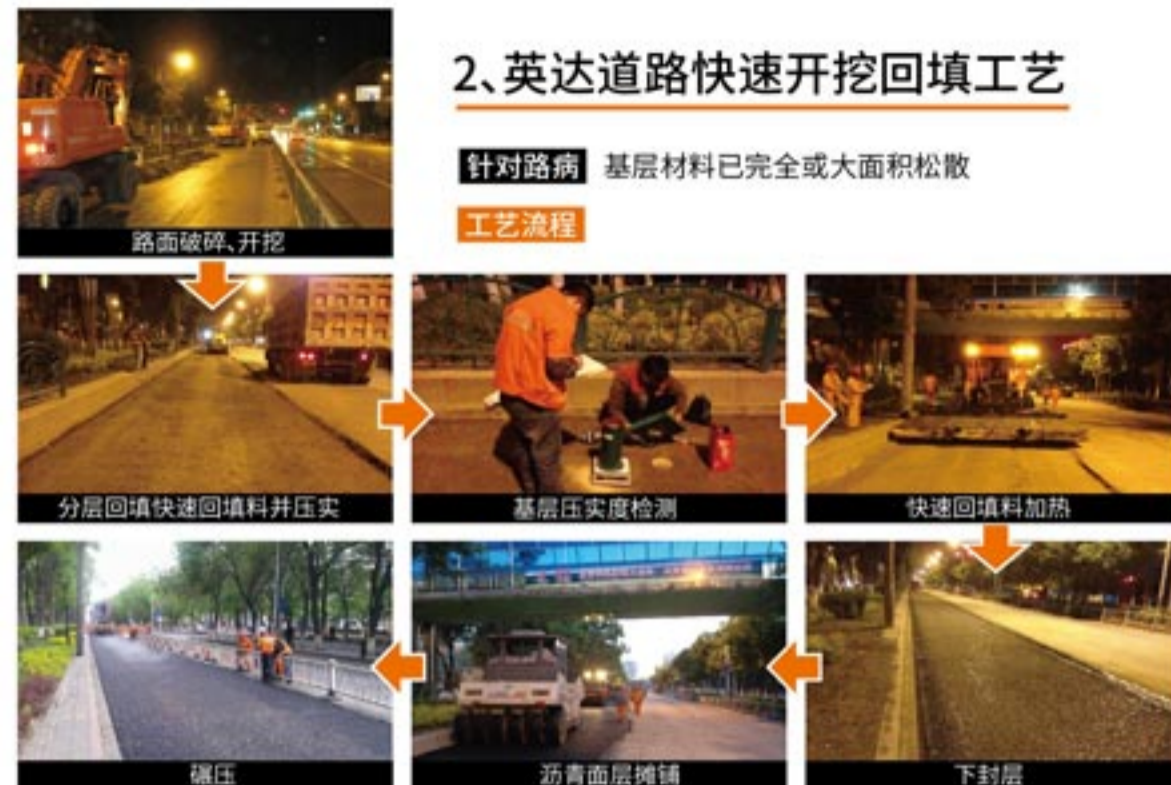 2、英达道路快速开挖回填工艺
针对路病 基层材料已完全或大面积松散
工艺流程
路面破碎、开挖
分层回填快速回填料并压实
基层压实度检测
快速回填料加热
碾压
沥青面层摊铺
下封层